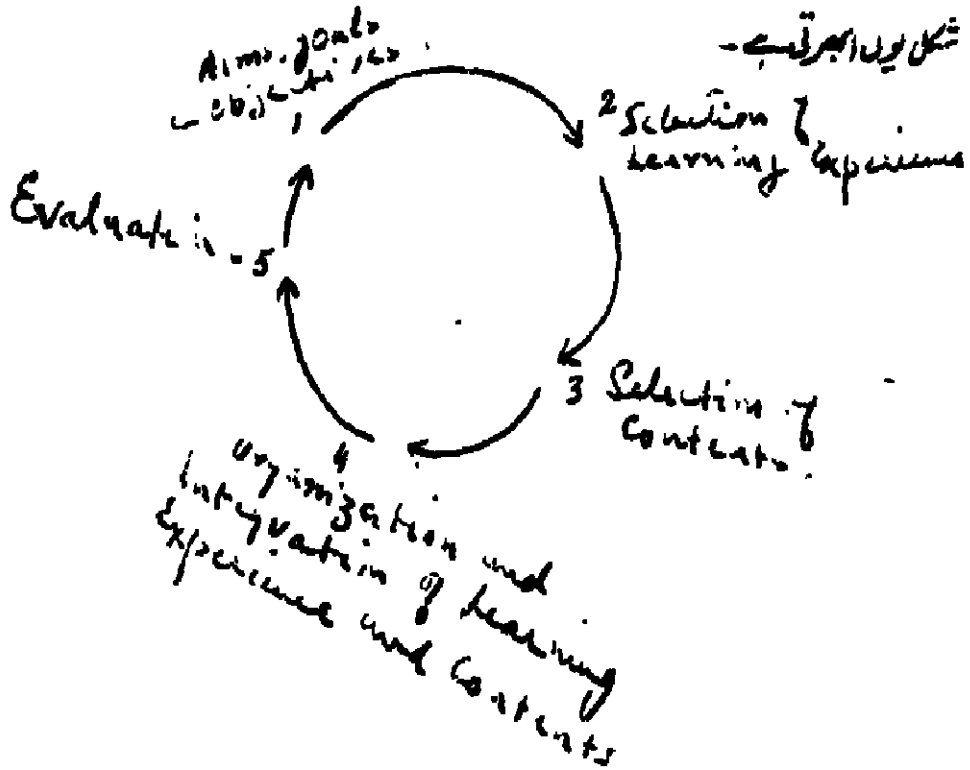 شکل یوں ابھرتی ہے -
Aims, goals
objectives
1
2 Selection of
Learning Experience
3 Selection of
Contents.
4
Organization and
Integration of Learning
Experience and Contents
Evaluation - 5